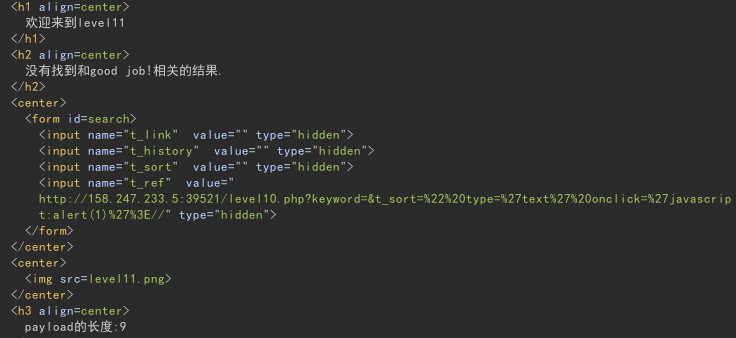 <h1 align=center>
欢迎来到level11
</h1>
<h2 align=center>
没有找到和good job!相关的结果.
</h2>
<center>
<form id=search>
<input name="t_link"  value="" type="hidden">
<input name="t_history"  value="" type="hidden">
<input name="t_sort"  value="" type="hidden">
<input name="t_ref"  value="
http://158.247.233.5:39521/level10.php?keyword=&t_sort=%22%20type=%27text%27%20onclick=%27javascrip
t:alert(1)%27%3E//" type="hidden">
</form>
</center>
<center>
<img src=level11.png>
</center>
<h3 align=center>
payload的长度:9